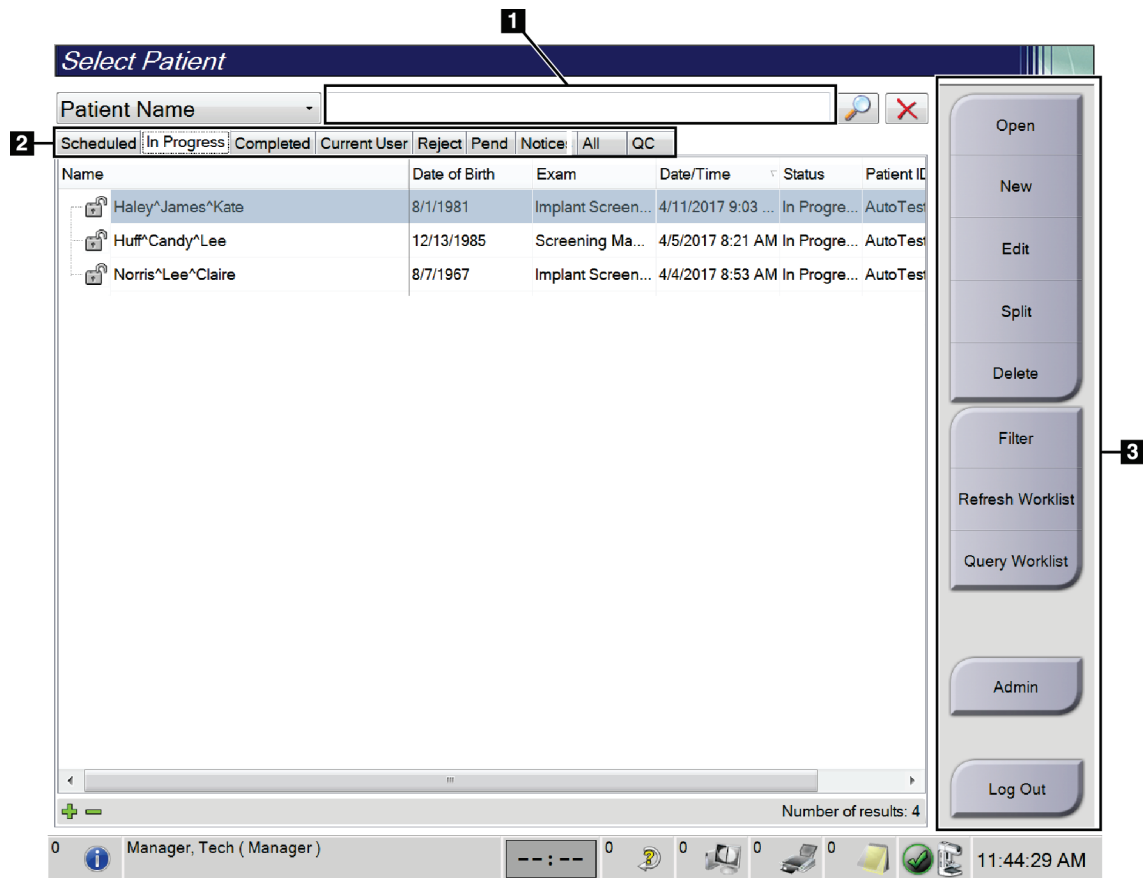 1
Select Patient
Patient Name
2
Scheduled In Progress Completed Current User Reject Pend Notice All QC
Name Date of Birth Exam Date/Time Status Patient ID
Haley^James^Kate 8/1/1981 Implant Screen... 4/11/2017 9:03 ... In Progre... AutoTest
Huff^Candy^Lee 12/13/1985 Screening Ma... 4/5/2017 8:21 AM In Progre... AutoTest
Norris^Lee^Claire 8/7/1967 Implant Screen... 4/4/2017 8:53 AM In Progre... AutoTest
Number of results: 4
Open
New
Edit
Split
Delete
Filter
3
Refresh Worklist
Query Worklist
Admin
Log Out
0 Manager, Tech ( Manager ) --:-- 0 0 0 0 11:44:29 AM